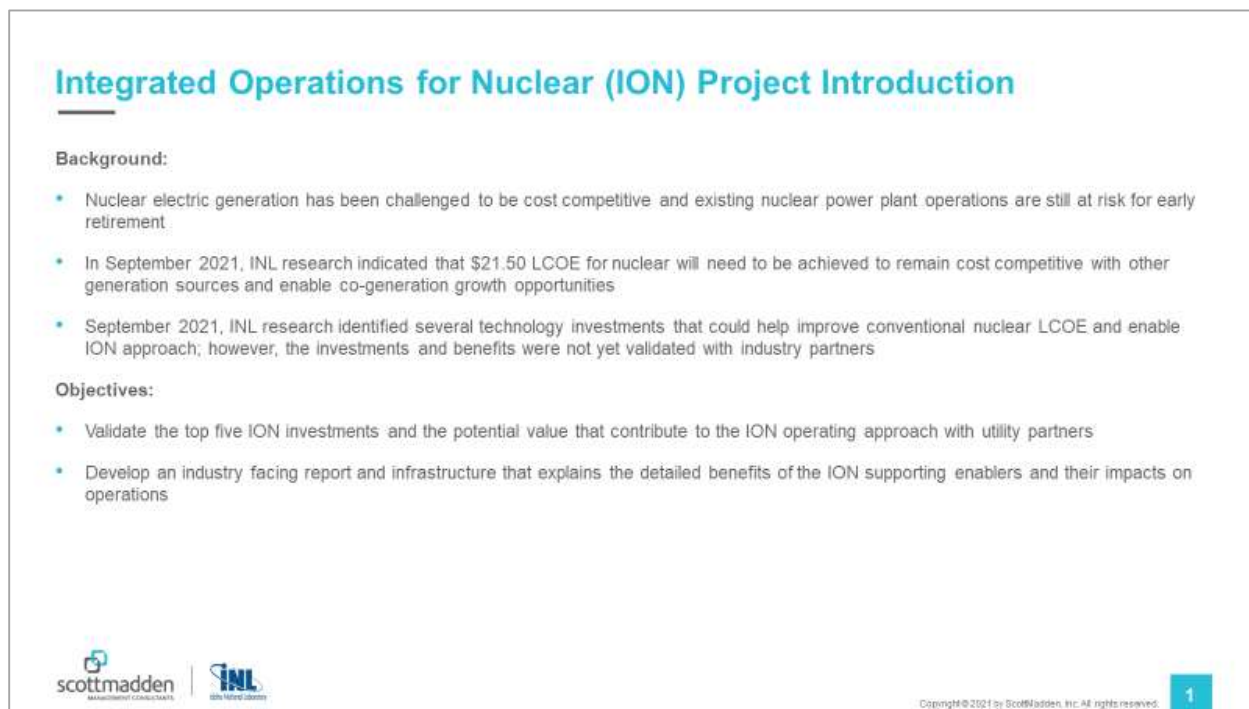 Integrated Operations for Nuclear (ION) Project Introduction
Background:
• Nuclear electric generation has been challenged to be cost competitive and existing nuclear power plant operations are still at risk for early
retirement
• In September 2021, INL research indicated that $21.50 LCOE for nuclear will need to be achieved to remain cost competitive with other
generation sources and enable co-generation growth opportunities
• September 2021, INL research identified several technology investments that could help improve conventional nuclear LCOE and enable
ION approach; however, the investments and benefits were not yet validated with industry partners
Objectives:
• Validate the top five ION investments and the potential value that contribute to the ION operating approach with utility partners
• Develop an industry facing report and infrastructure that explains the detailed benefits of the ION supporting enablers and their impacts on
operations
scottmadden
MANAGEMENT CONSULTANTS
INL
Idaho National Laboratory
Copyright © 2021 by ScottMadden, Inc. All rights reserved.
1